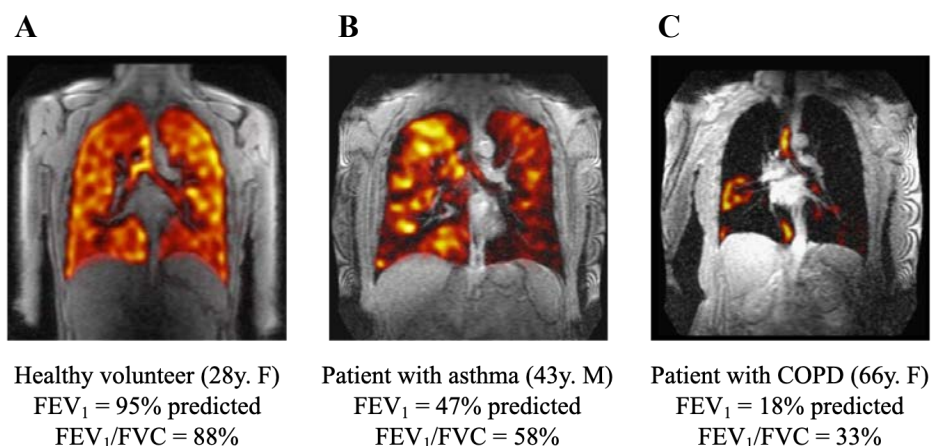 A
B
C
Healthy volunteer (28y. F)
FEV₁ = 95% predicted
FEV₁/FVC = 88%
Patient with asthma (43y. M)
FEV₁ = 47% predicted
FEV₁/FVC = 58%
Patient with COPD (66y. F)
FEV₁ = 18% predicted
FEV₁/FVC = 33%